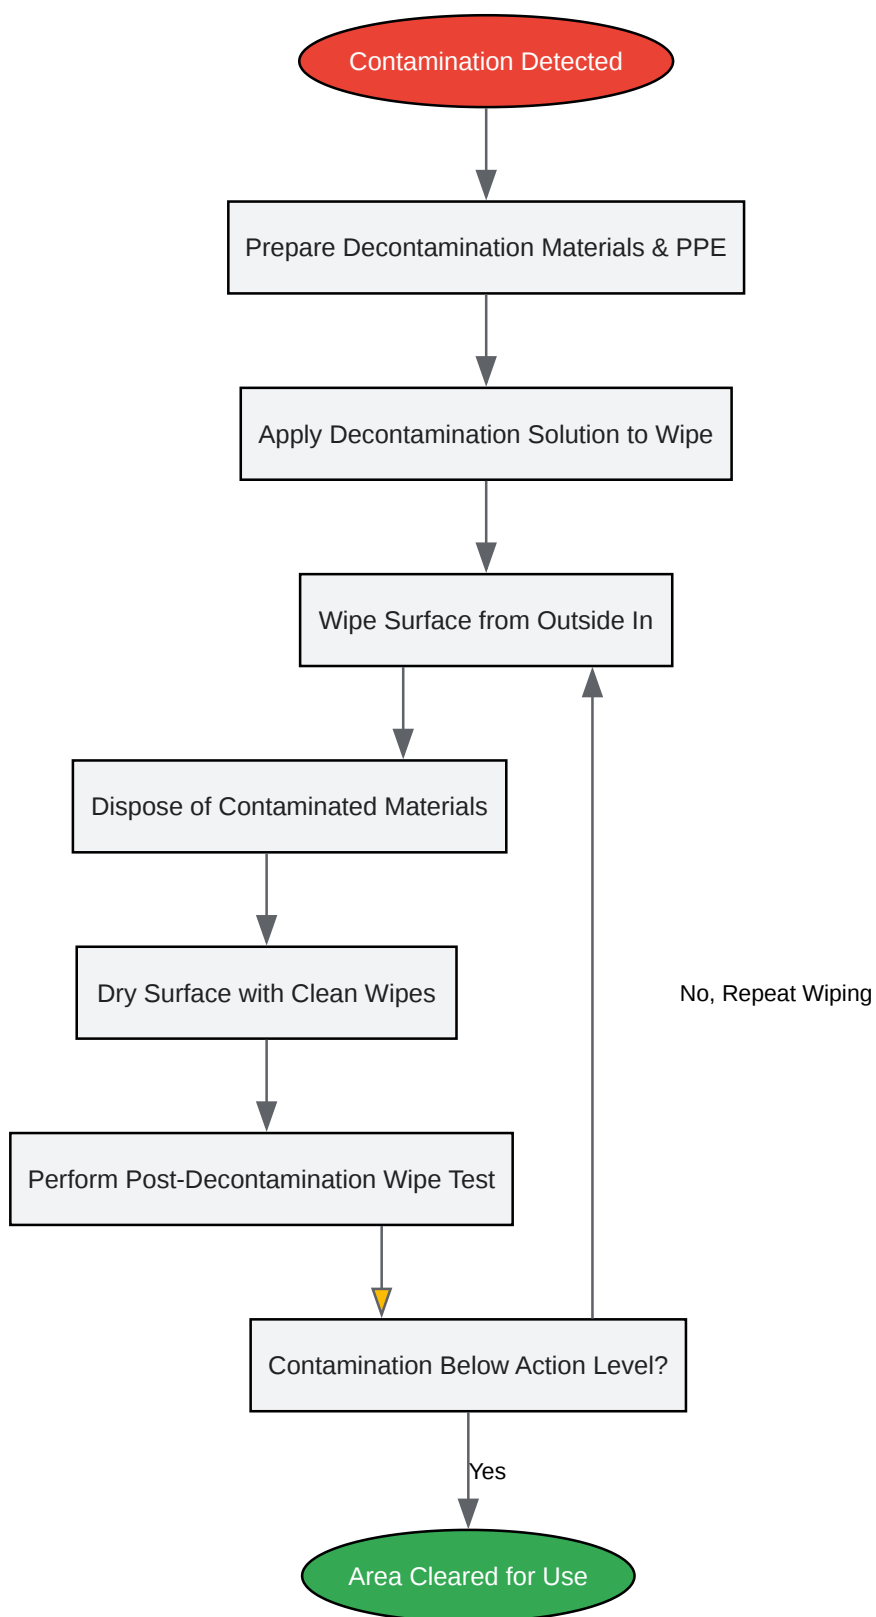 Contamination Detected
Prepare Decontamination Materials & PPE
Apply Decontamination Solution to Wipe
Wipe Surface from Outside In
Dispose of Contaminated Materials
Dry Surface with Clean Wipes
No, Repeat Wiping
Perform Post-Decontamination Wipe Test
Contamination Below Action Level?
Yes
Area Cleared for Use